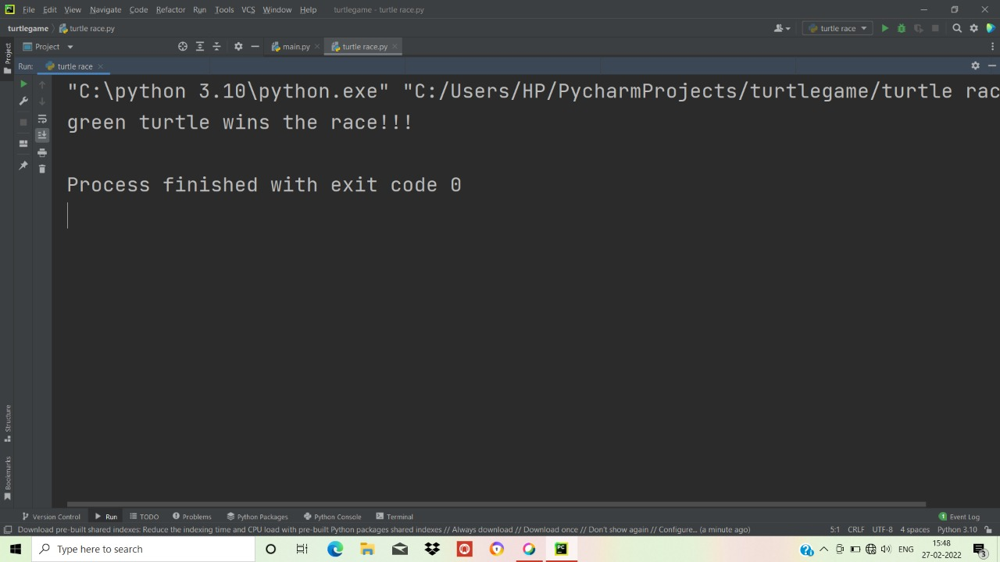 PC File Edit View Navigate Code Refactor Run Tools VCS Window Help turtlegame - turtle race.py
turtlegame turtle race.py turtle race
Project main.py turtle race.py
Run: turtle race
"C:\python 3.10\python.exe" "C:/Users/HP/PycharmProjects/turtlegame/turtle rac
green turtle wins the race!!!
Process finished with exit code 0
Project
Structure
Bookmarks
Version Control Run TODO Problems Python Packages Python Console Terminal 1 Event Log
Download pre-built shared indexes: Reduce the indexing time and CPU load with pre-built Python packages shared indexes // Always download // Download once // Don't show again // Configure... (a minute ago) 5:1 CRLF UTF-8 4 spaces Python 3.10
Type here to search PC ENG 15:48
27-02-2022 3